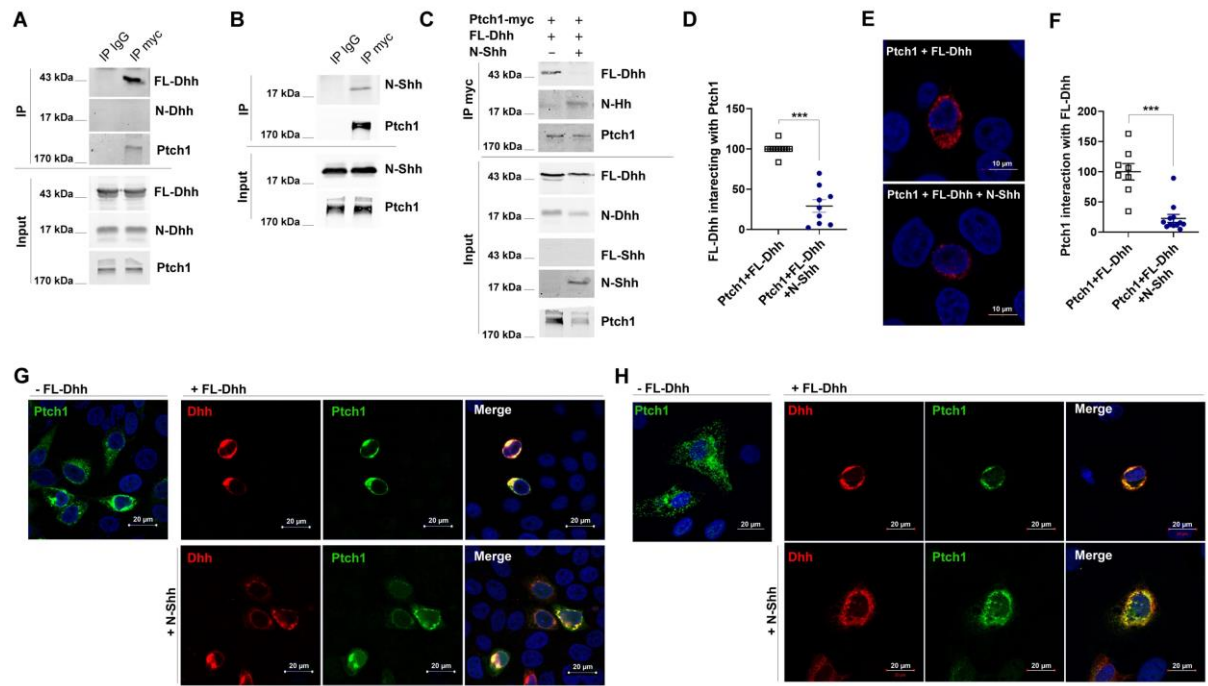 A
IP IgG
IP myc
IP
43 kDa
FL-Dhh
17 kDa
N-Dhh
170 kDa
Ptch1
Input
43 kDa
FL-Dhh
17 kDa
N-Dhh
170 kDa
Ptch1
B
IP IgG
IP myc
IP
17 kDa
N-Shh
170 kDa
Ptch1
Input
17 kDa
N-Shh
170 kDa
Ptch1
C
Ptch1-myc + +
FL-Dhh + +
N-Shh – +
IP myc
43 kDa
FL-Dhh
17 kDa
N-Hh
170 kDa
Ptch1
Input
43 kDa
FL-Dhh
17 kDa
N-Dhh
43 kDa
FL-Shh
17 kDa
N-Shh
170 kDa
Ptch1
D
FL-Dhh intarecting with Ptch1
150
100
50
0
***
Ptch1+FL-Dhh
Ptch1+FL-Dhh
+N-Shh
E
Ptch1 + FL-Dhh
10 µm
Ptch1 + FL-Dhh + N-Shh
10 µm
F
Ptch1 interaction with FL-Dhh
200
150
100
50
0
***
Ptch1+FL-Dhh
Ptch1+FL-Dhh
+N-Shh
G
- FL-Dhh
+ FL-Dhh
Ptch1
20 µm
Dhh
20 µm
Ptch1
20 µm
Merge
20 µm
+ N-Shh
Dhh
20 µm
Ptch1
20 µm
Merge
20 µm
H
- FL-Dhh
+ FL-Dhh
Ptch1
20 µm
Dhh
20 µm
Ptch1
20 µm
Merge
20 µm
+ N-Shh
Dhh
20 µm
Ptch1
20 µm
Merge
20 µm